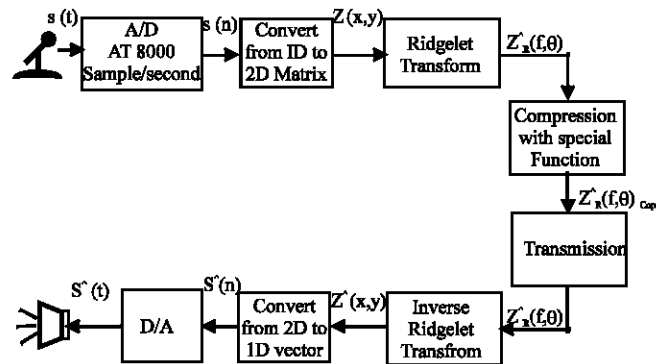 s (t)
A/D
AT 8000
Sample/second
s (n)
Convert
from ID to
2D Matrix
Z(x,y)
Ridgelet
Transform
Z^R(f,θ)
Compression
with special
Function
Z^R(f,θ) Cop
Transmission
Z^R(f,θ)
Inverse
Ridgelet
Transfrom
Z^(x,y)
Convert
from 2D to
1D vector
S^(n)
D/A
S^ (t)